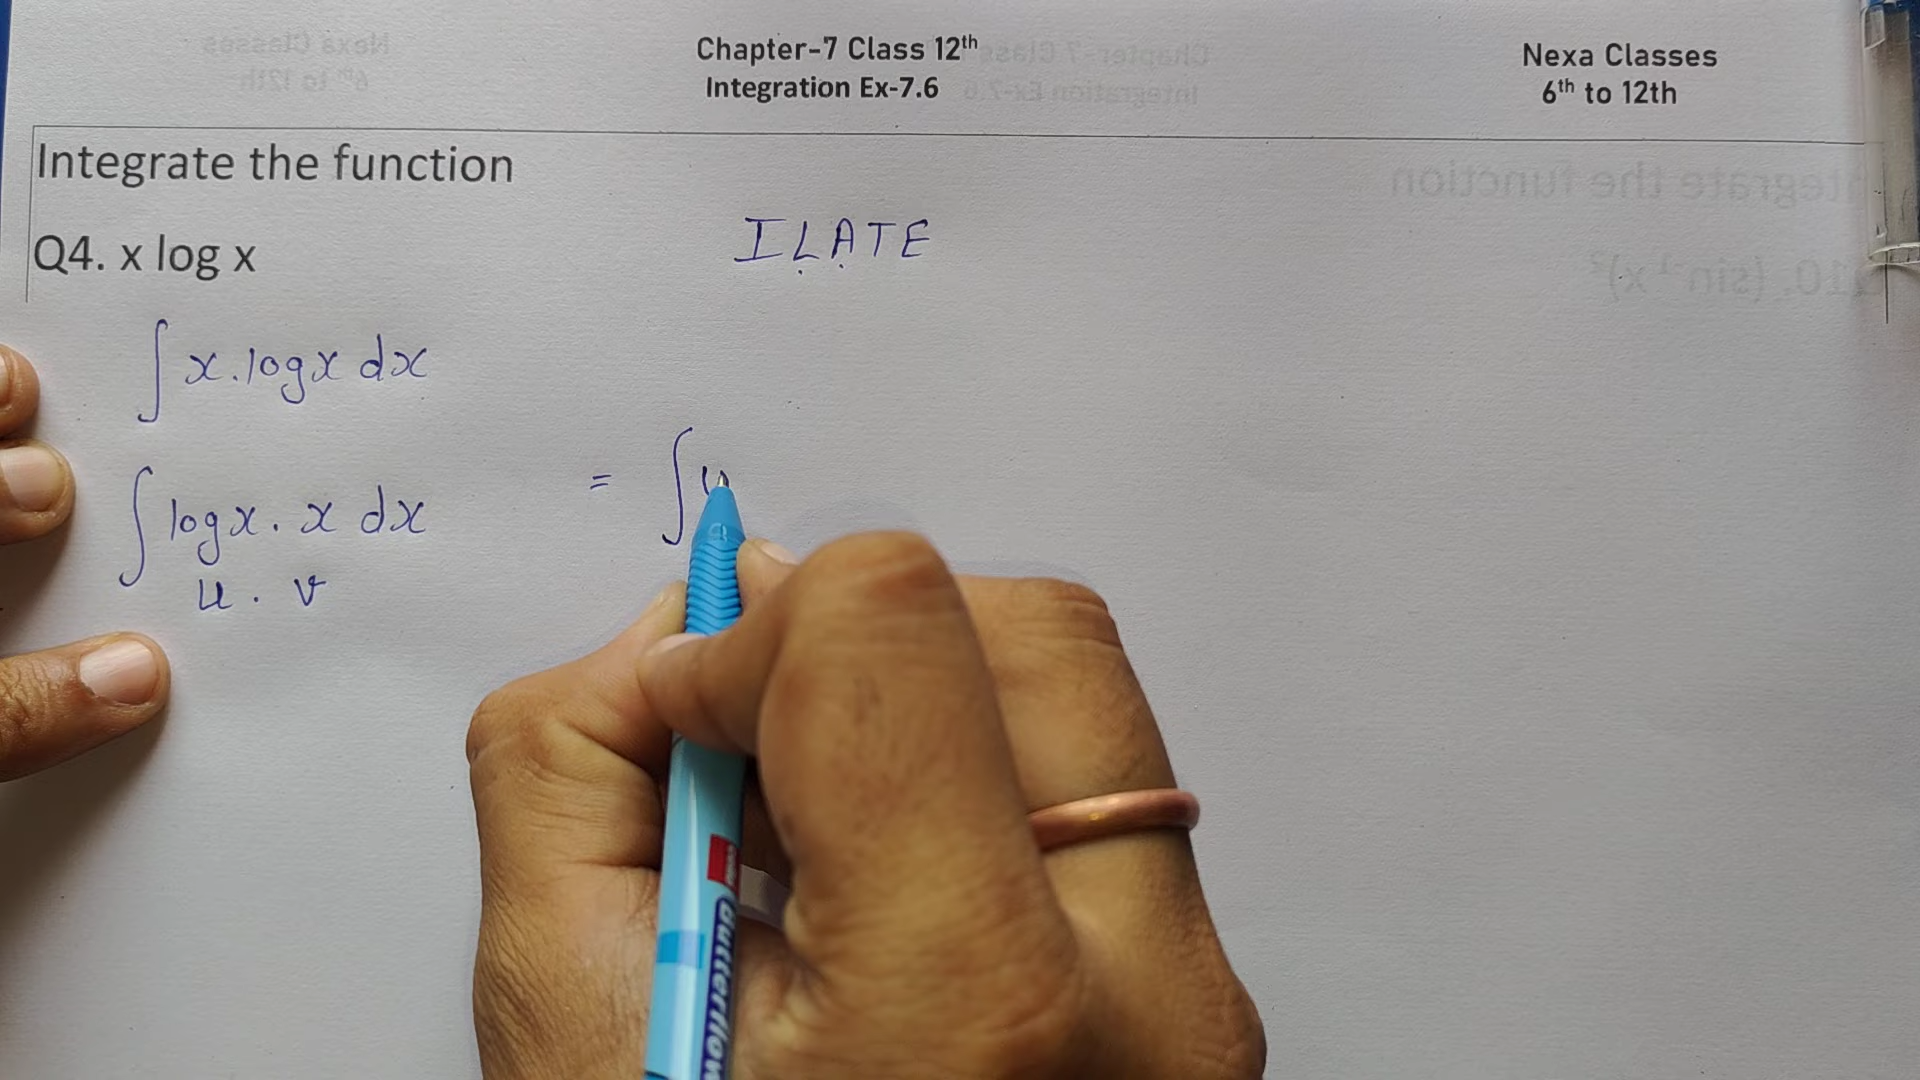 Chapter-7 Class 12th
Integration Ex-7.6
Nexa Classes
6th to 12th
Integrate the function
Q4. x log x
ILATE
∫ x.logx dx
∫ logx. x dx
u . v
= ∫ u
Butterflow